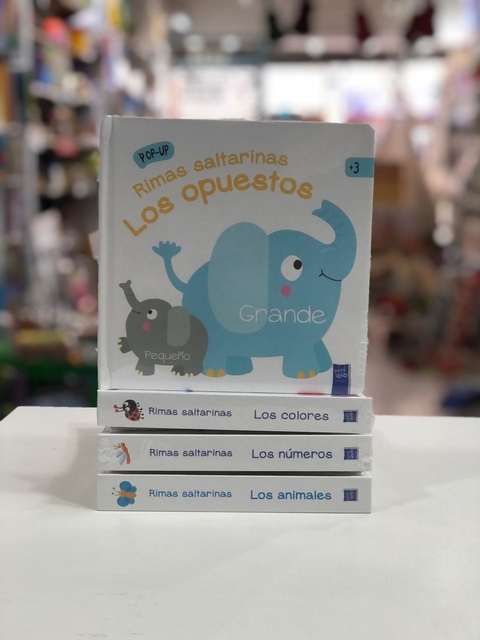 POP-UP
Rimas saltarinas
Los opuestos
+3
Grande
Pequeño
Rimas saltarinas Los colores
Rimas saltarinas Los números
Rimas saltarinas Los animales